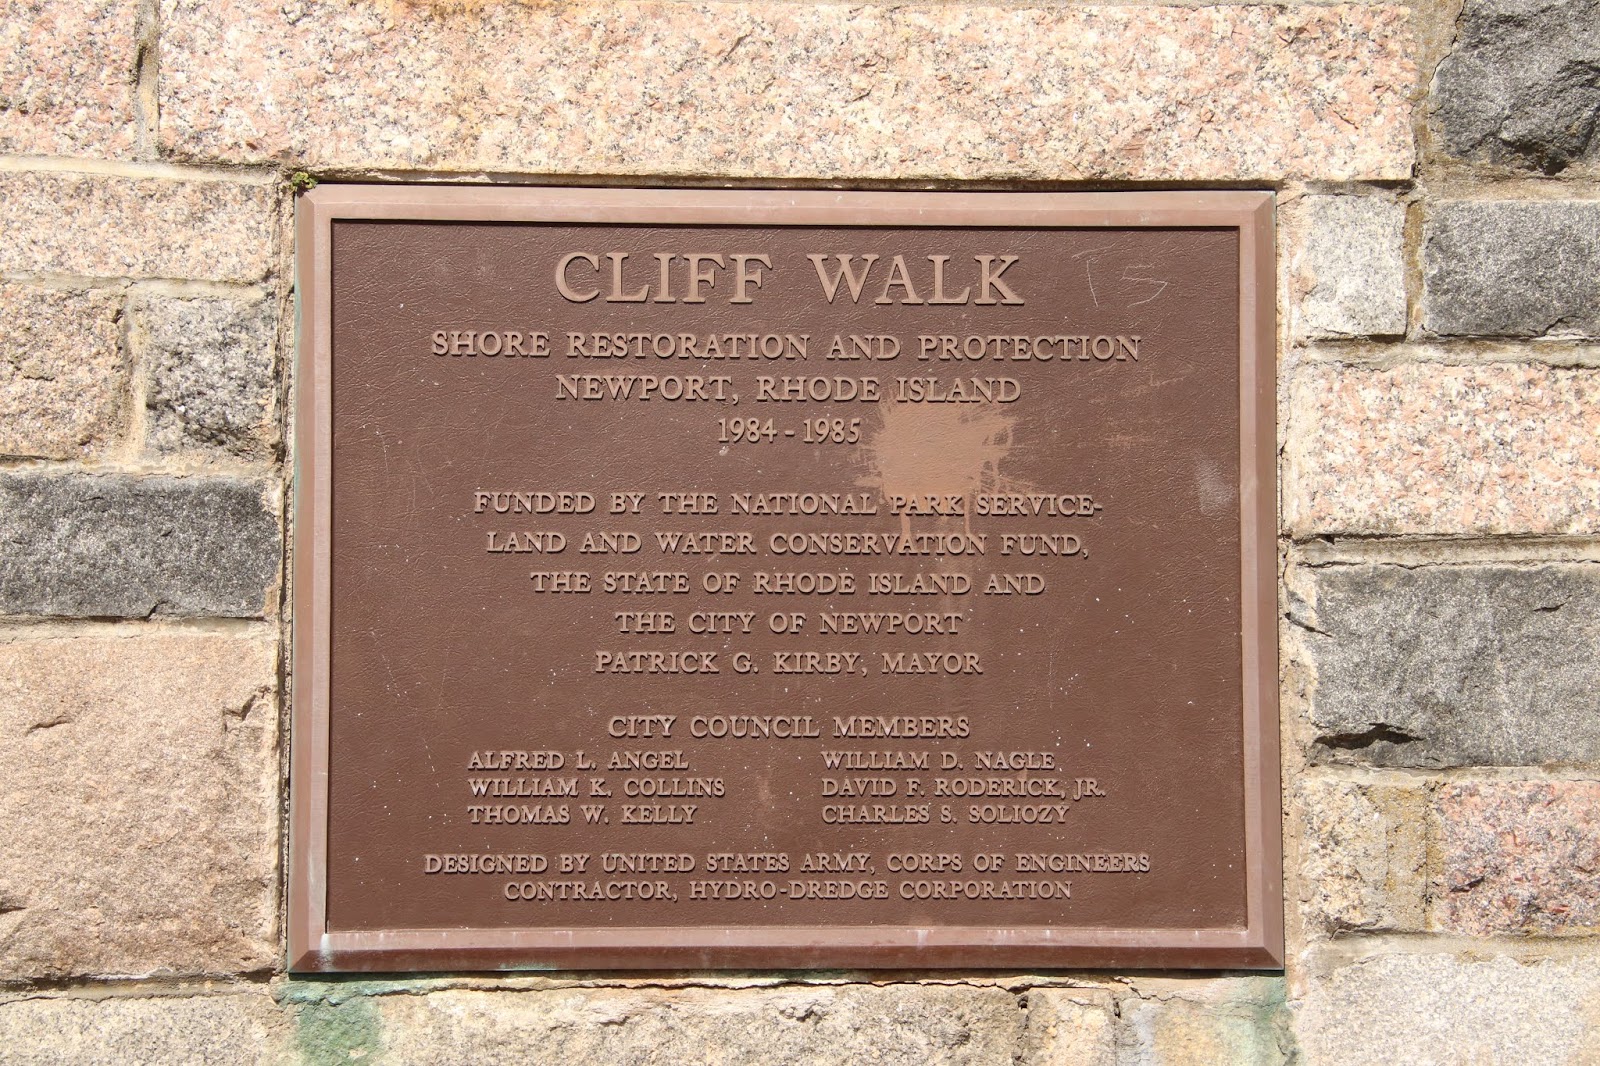 CLIFF WALK
SHORE RESTORATION AND PROTECTION
NEWPORT, RHODE ISLAND
1984 - 1985
FUNDED BY THE NATIONAL PARK SERVICE-
LAND AND WATER CONSERVATION FUND,
THE STATE OF RHODE ISLAND AND
THE CITY OF NEWPORT
PATRICK G. KIRBY, MAYOR
CITY COUNCIL MEMBERS
ALFRED L. ANGEL WILLIAM D. NAGLE
WILLIAM K. COLLINS DAVID F. RODERICK, JR.
THOMAS W. KELLY CHARLES S. SOLIOZY
DESIGNED BY UNITED STATES ARMY, CORPS OF ENGINEERS
CONTRACTOR, HYDRO-DREDGE CORPORATION